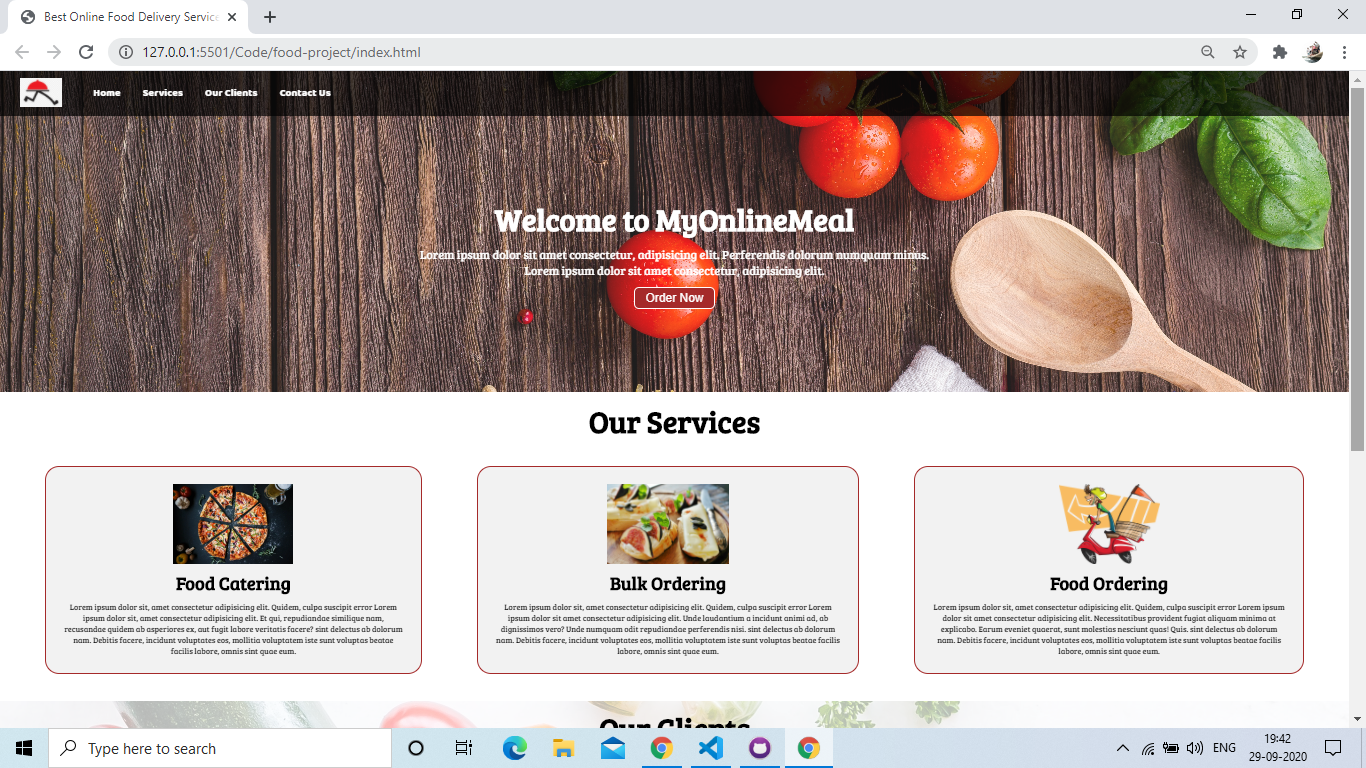 Best Online Food Delivery Service
127.0.0.1:5501/Code/food-project/index.html
Home Services Our Clients Contact Us
Welcome to MyOnlineMeal
Lorem ipsum dolor sit amet consectetur, adipisicing elit. Perferendis dolorum numquam minus.
Lorem ipsum dolor sit amet consectetur, adipisicing elit.
Order Now
Our Services
Food Catering
Lorem ipsum dolor sit, amet consectetur adipisicing elit. Quidem, culpa suscipit error Lorem
ipsum dolor sit amet, consectetur adipisicing elit. Et qui, repudiandae similique nam,
recusandae quidem ab asperiores ex, aut fugit labore veritatis facere? sint delectus ab dolorum
nam. Debitis facere, incidunt voluptates eos, mollitia voluptatem iste sunt voluptas beatae
facilis labore, omnis sint quae eum.
Bulk Ordering
Lorem ipsum dolor sit, amet consectetur adipisicing elit. Quidem, culpa suscipit error Lorem
ipsum dolor sit amet consectetur adipisicing elit. Unde laudantium a incidunt animi ad, ab
dignissimos vero? Unde numquam odit repudiandae perferendis nisi. sint delectus ab dolorum
nam. Debitis facere, incidunt voluptates eos, mollitia voluptatem iste sunt voluptas beatae
facilis labore, omnis sint quae eum.
Food Ordering
Lorem ipsum dolor sit, amet consectetur adipisicing elit. Quidem, culpa suscipit error Lorem
ipsum dolor sit amet consectetur adipisicing elit. Necessitatibus provident fugiat aliquam minima at
explicabo. Earum eveniet quaerat, sunt molestias nesciunt quas! Quis. sint delectus ab dolorum
nam. Debitis facere, incidunt voluptates eos, mollitia voluptatem iste sunt voluptas beatae
facilis labore, omnis sint quae eum.
Our Clients
Type here to search
ENG
19:42
29-09-2020